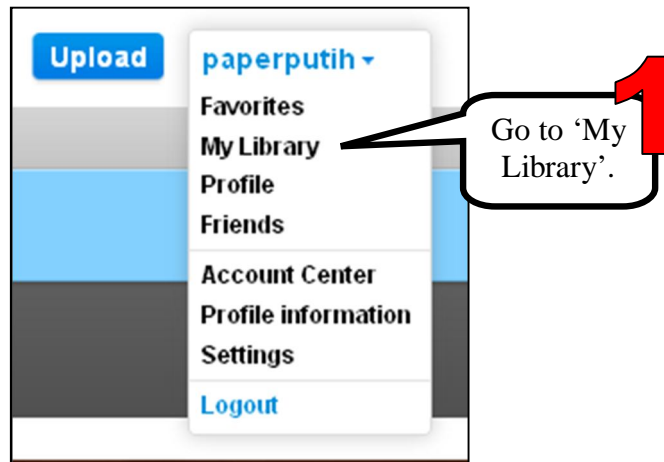 Upload
paperputih
Favorites
My Library
Profile
Friends
Account Center
Profile information
Settings
Logout
1
Go to ‘My
Library’.